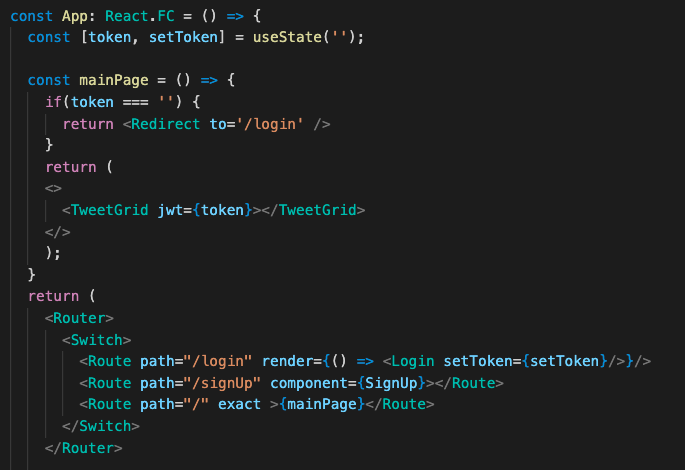 const App: React.FC = () => {
  const [token, setToken] = useState('');

  const mainPage = () => {
    if(token === '') {
      return <Redirect to='/login' />
    }
    return (
    <>
      <TweetGrid jwt={token}></TweetGrid>
    </>
    );
  }
  return (
    <Router>
      <Switch>
        <Route path="/login" render={() => <Login setToken={setToken}/>}/>
        <Route path="/signUp" component={SignUp}></Route>
        <Route path="/" exact >{mainPage}</Route>
      </Switch>
    </Router>